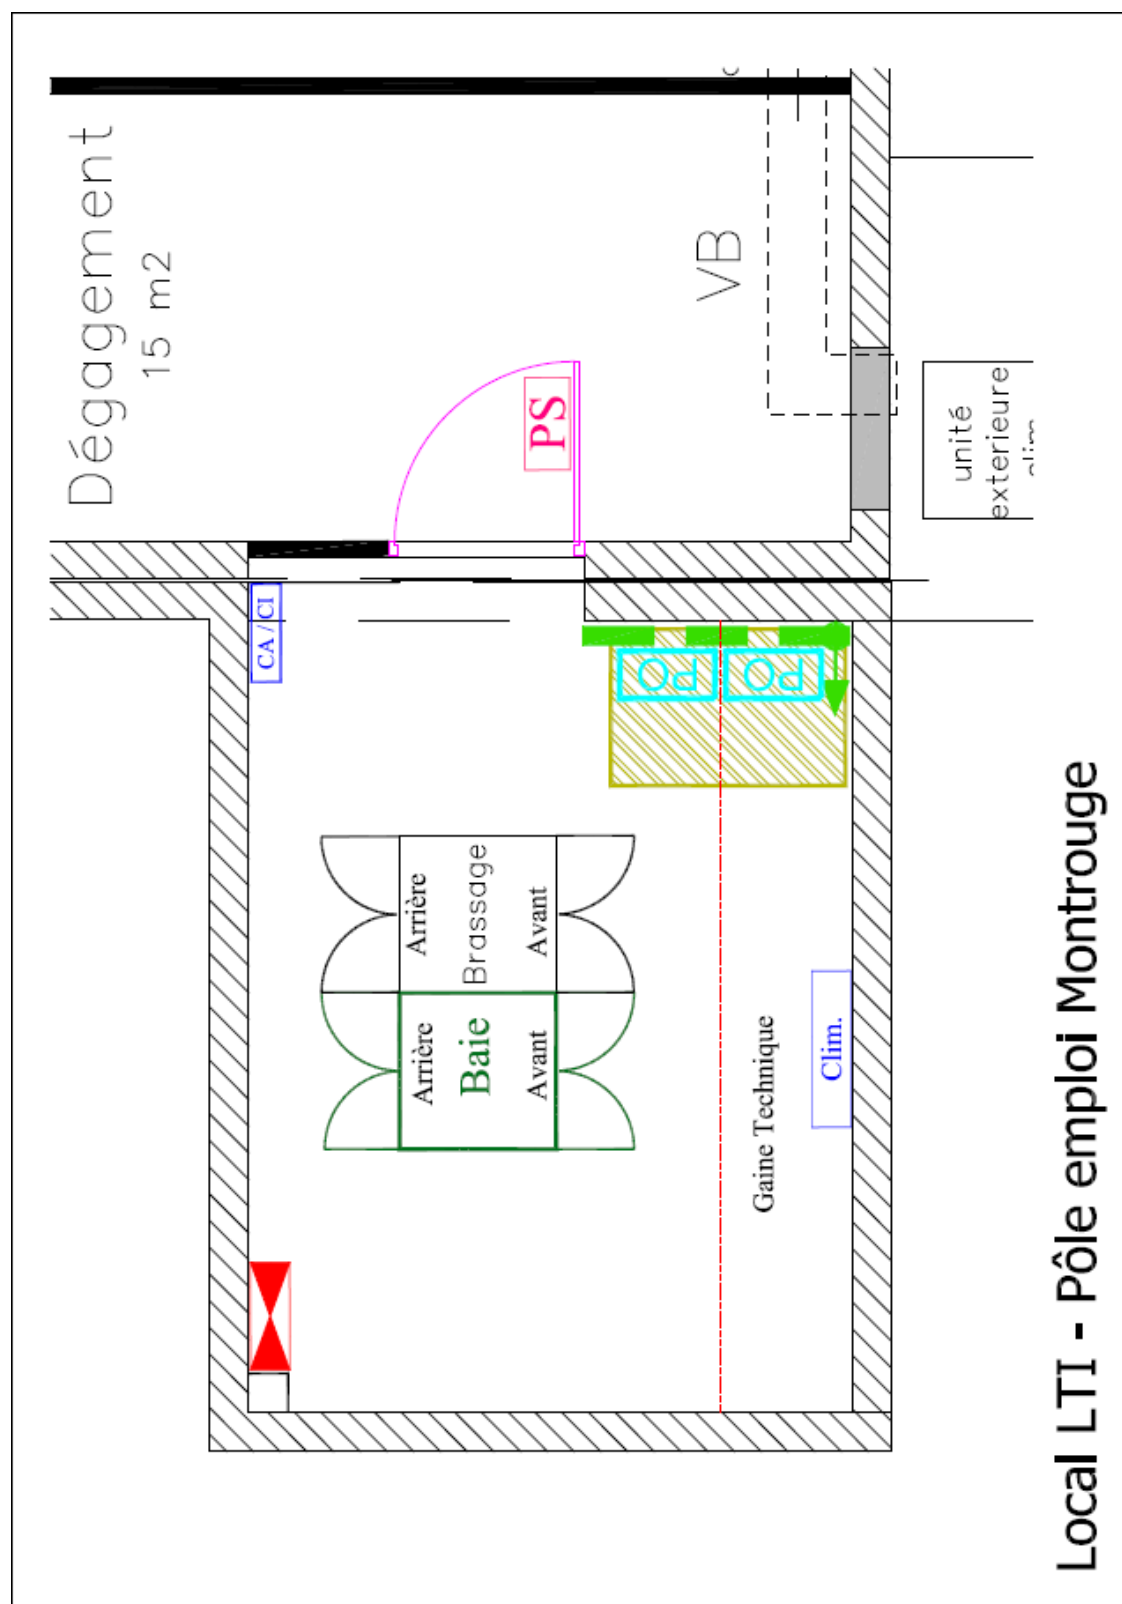 Dégagement
15 m2
VB
PS
unité
exterieure
clim
CA / CI
PO
PO
Arrière
Brassage
Avant
Arrière
Baie
Avant
Gaine Technique
Clim.
Local LTI - Pôle emploi Montrouge